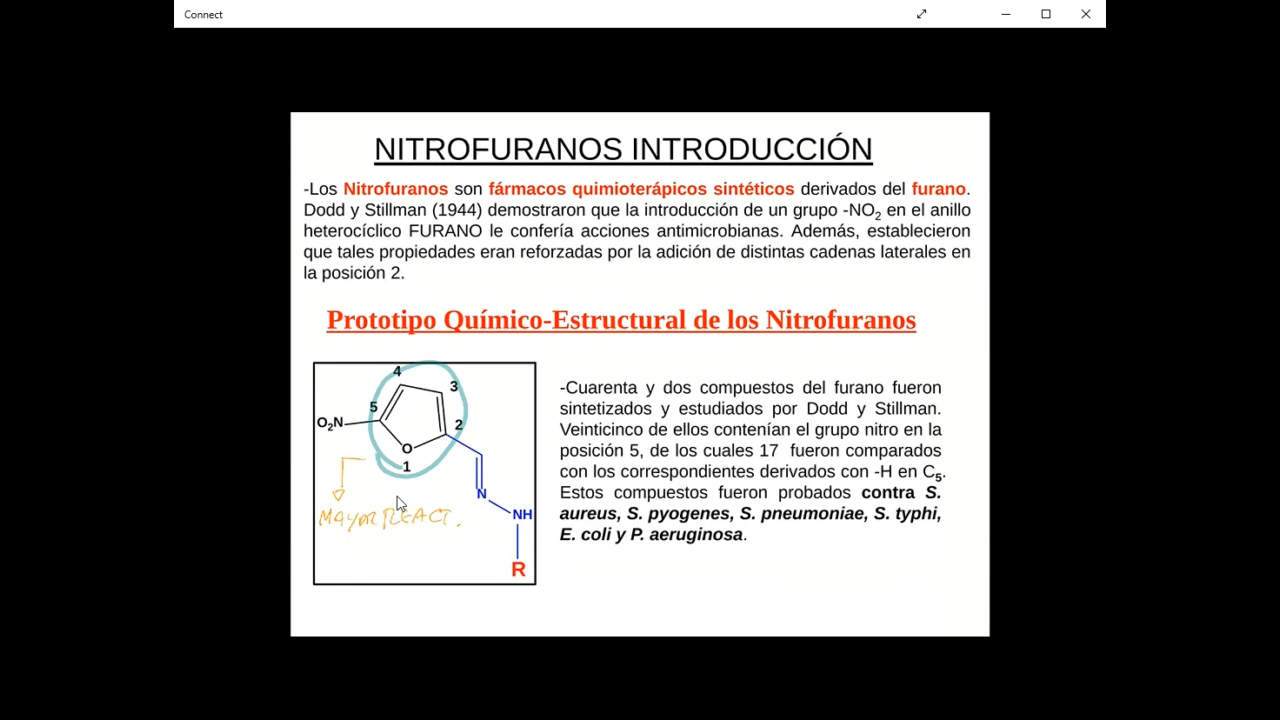 Connect
NITROFURANOS INTRODUCCIÓN
-Los Nitrofuranos son fármacos quimioterápicos sintéticos derivados del furano.
Dodd y Stillman (1944) demostraron que la introducción de un grupo -NO2 en el anillo
heterocíclico FURANO le confería acciones antimicrobianas. Además, establecieron
que tales propiedades eran reforzadas por la adición de distintas cadenas laterales en
la posición 2.
Prototipo Químico-Estructural de los Nitrofuranos
4
3
5
O2N
2
O
1
N
MAYOR REACT.
NH
R
-Cuarenta y dos compuestos del furano fueron
sintetizados y estudiados por Dodd y Stillman.
Veinticinco de ellos contenían el grupo nitro en la
posición 5, de los cuales 17 fueron comparados
con los correspondientes derivados con -H en C5.
Estos compuestos fueron probados contra S.
aureus, S. pyogenes, S. pneumoniae, S. typhi,
E. coli y P. aeruginosa.